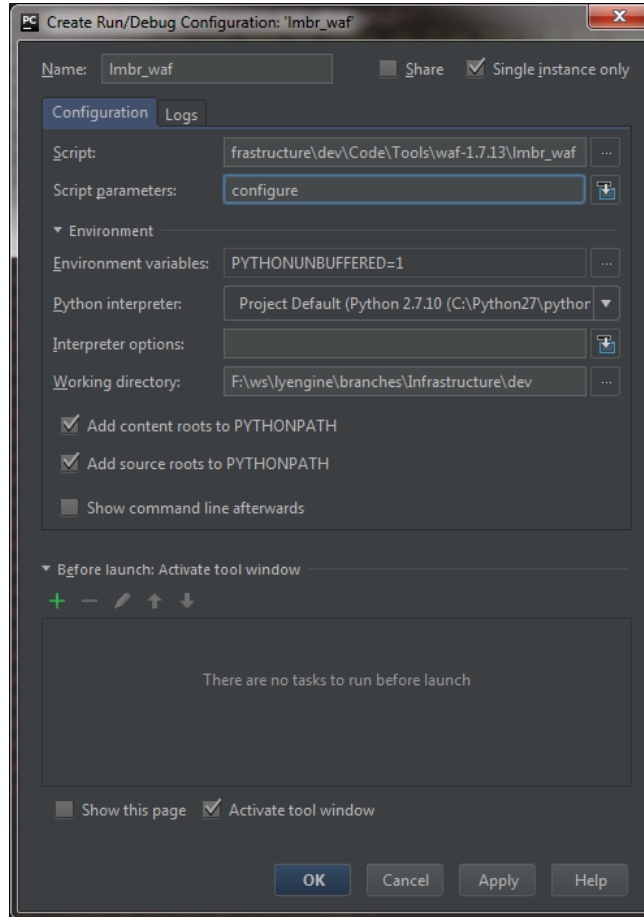 PC Create Run/Debug Configuration: 'lmbr_waf'
Name: lmbr_waf Share Single instance only
Configuration Logs
Script: frastructure\dev\Code\Tools\waf-1.7.13\lmbr_waf ...
Script parameters: configure
Environment
Environment variables: PYTHONUNBUFFERED=1 ...
Python interpreter: Project Default (Python 2.7.10 (C:\Python27\python
Interpreter options:
Working directory: F:\ws\lyengine\branches\Infrastructure\dev ...
Add content roots to PYTHONPATH
Add source roots to PYTHONPATH
Show command line afterwards
Before launch: Activate tool window
There are no tasks to run before launch
Show this page Activate tool window
OK Cancel Apply Help